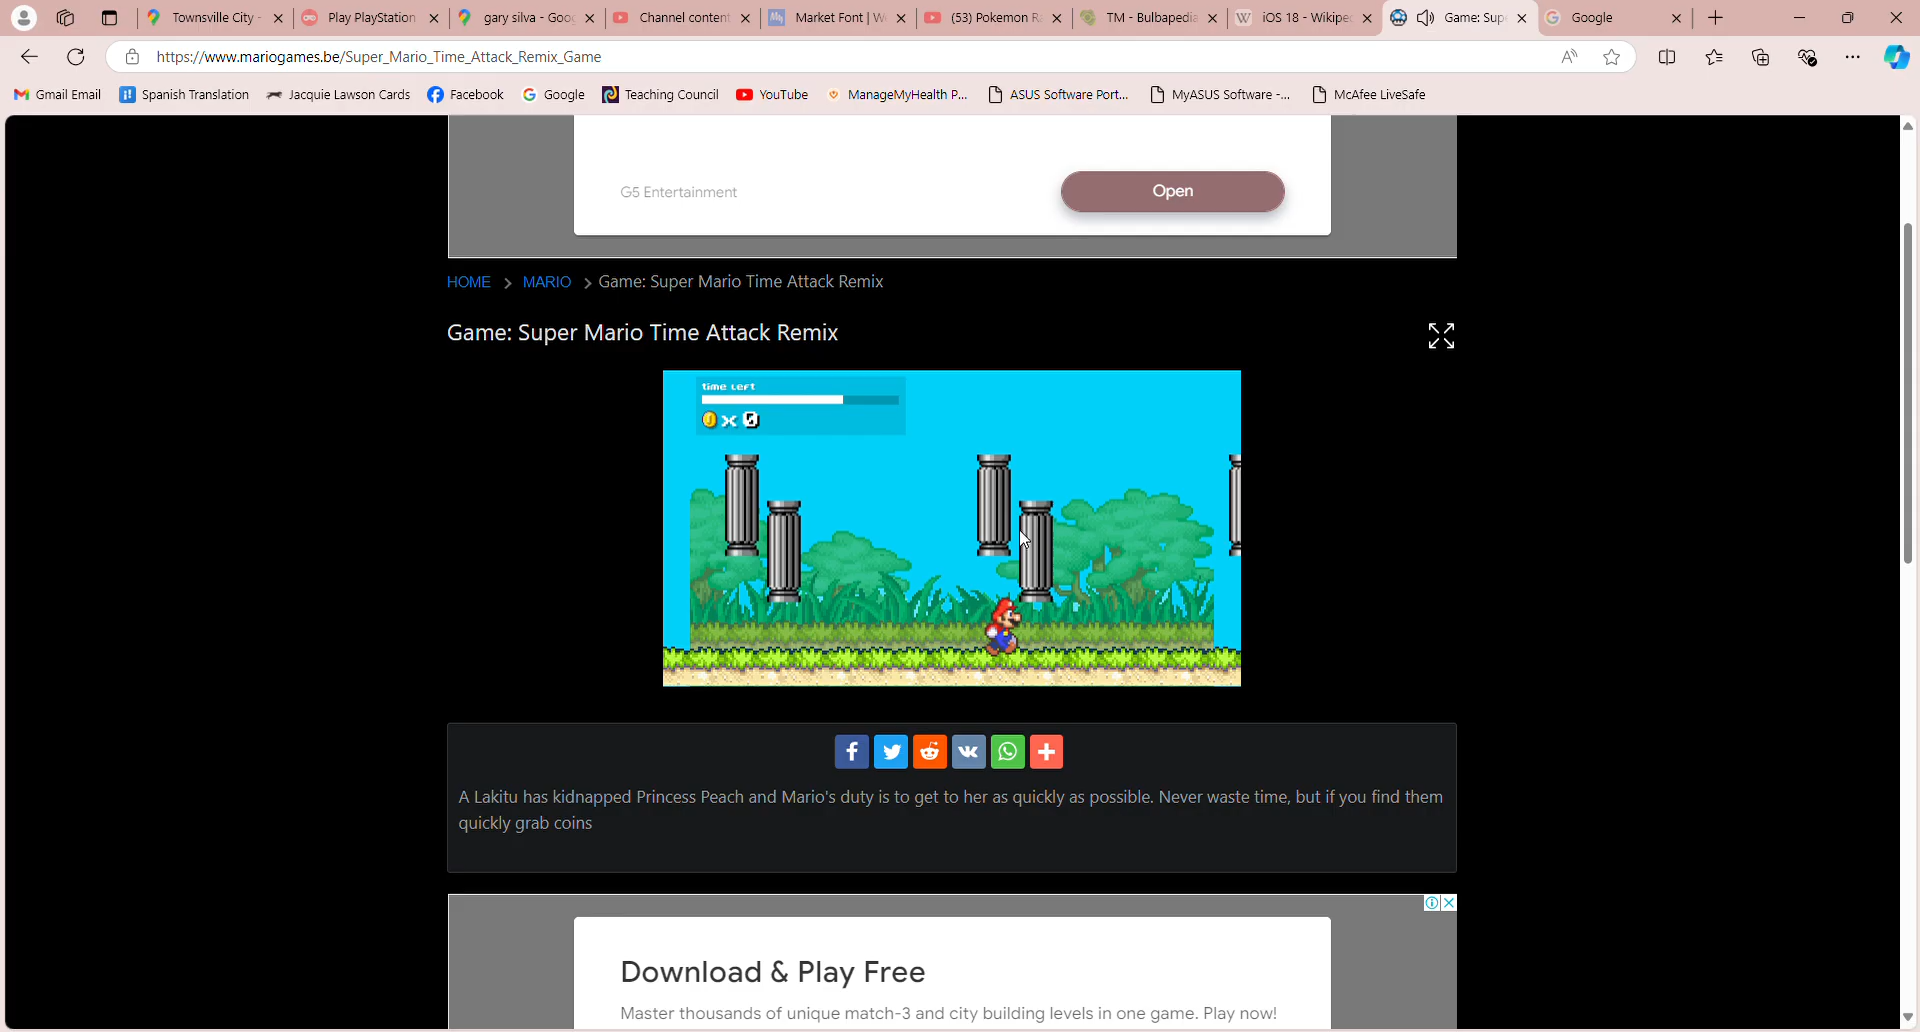 Townsville City -
Play PlayStation
gary silva - Goog
Channel content
Market Font | W
(53) Pokemon R
TM - Bulbapedia
iOS 18 - Wikiped
Game: Sup
Google
https://www.mariogames.be/Super_Mario_Time_Attack_Remix_Game
Gmail Email
Spanish Translation
Jacquie Lawson Cards
Facebook
Google
Teaching Council
YouTube
ManageMyHealth P...
ASUS Software Port...
MyASUS Software -...
McAfee LiveSafe
G5 Entertainment
Open
HOME > MARIO > Game: Super Mario Time Attack Remix
Game: Super Mario Time Attack Remix
time left
x 0
A Lakitu has kidnapped Princess Peach and Mario's duty is to get to her as quickly as possible. Never waste time, but if you find them
quickly grab coins
Download & Play Free
Master thousands of unique match-3 and city building levels in one game. Play now!